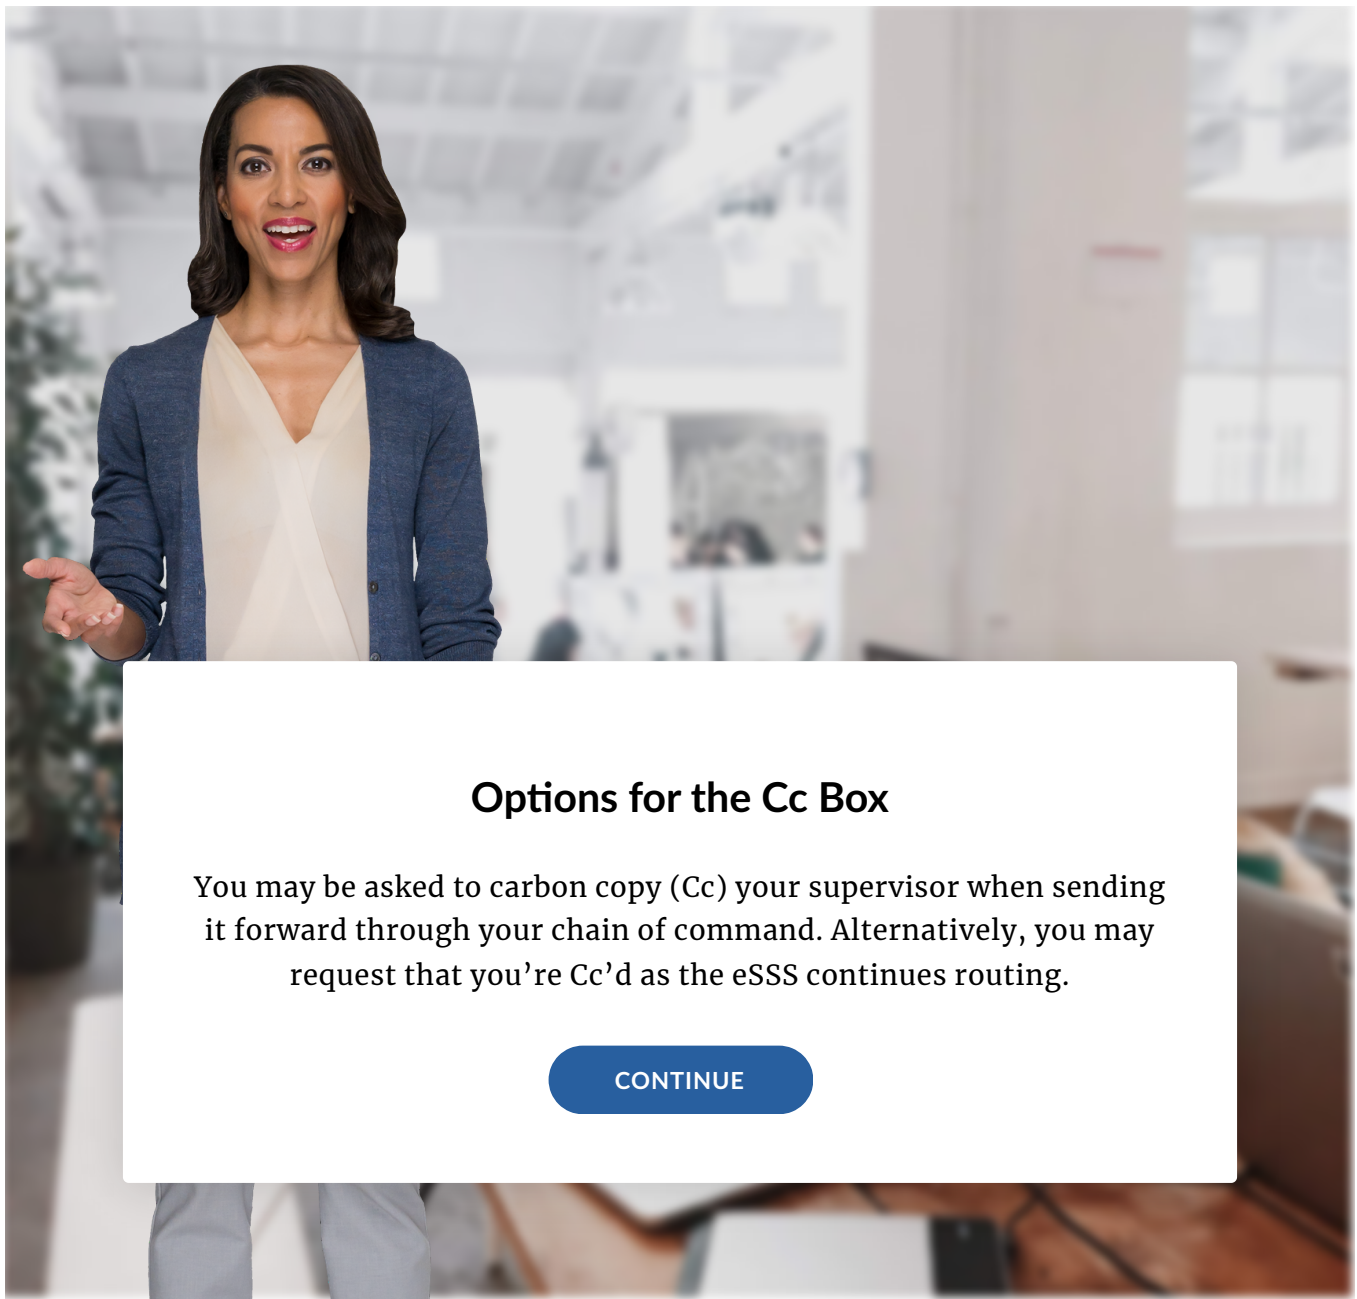 Options for the Cc Box
You may be asked to carbon copy (Cc) your supervisor when sending
it forward through your chain of command. Alternatively, you may
request that you’re Cc’d as the eSSS continues routing.
CONTINUE